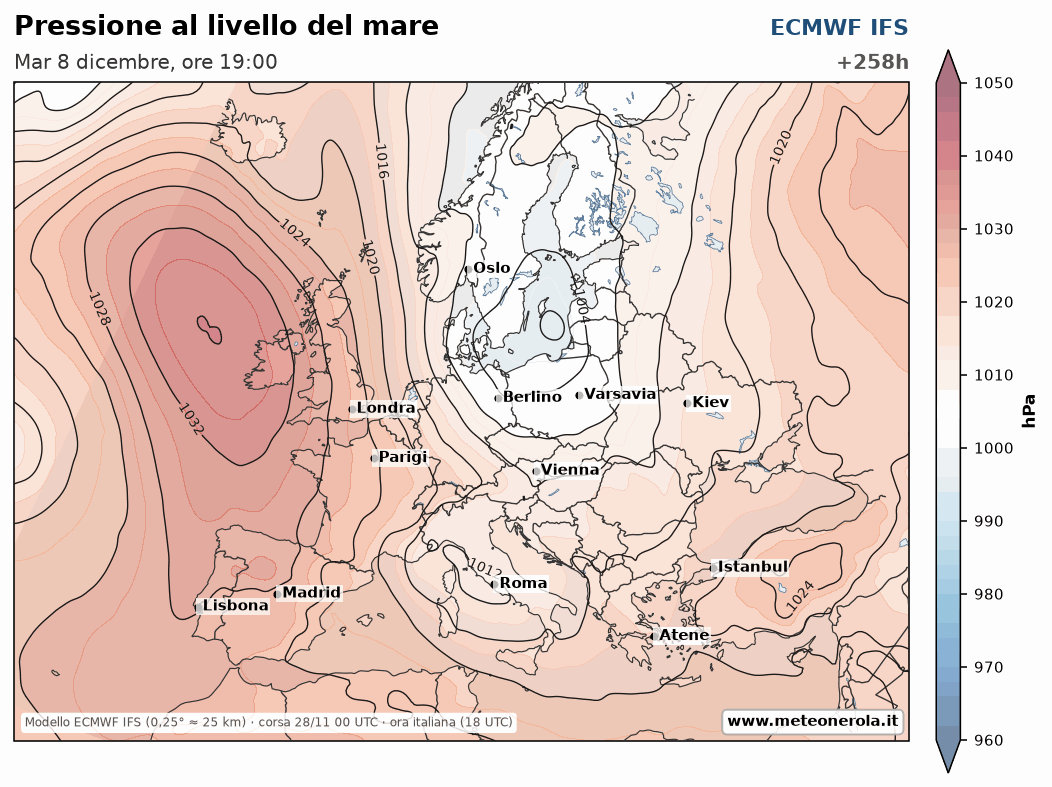 Pressione al livello del mare
ECMWF IFS
Mar 8 dicembre, ore 19:00
+258h
1016
1020
1024
1020
1028
1032
1012
1024
Oslo
Londra
Berlino
Varsavia
Kiev
Parigi
Vienna
Roma
Istanbul
Madrid
Lisbona
Atene
Modello ECMWF IFS (0,25° ≈ 25 km) · corsa 28/11 00 UTC · ora italiana (18 UTC)
www.meteonerola.it
1050
1040
1030
1020
1010
1000
990
980
970
960
hPa